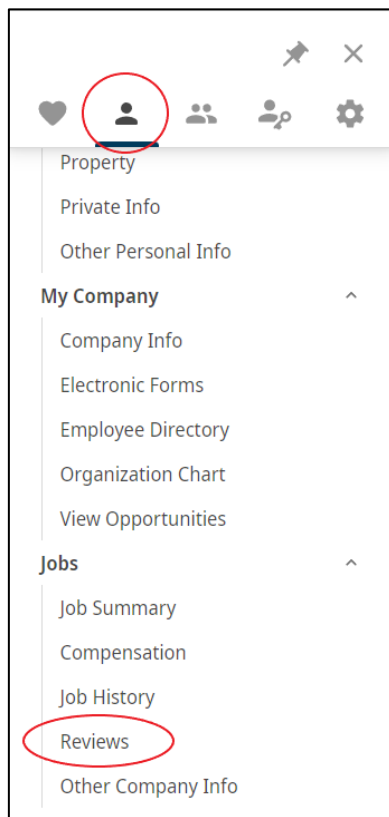 Property
Private Info
Other Personal Info
My Company
Company Info
Electronic Forms
Employee Directory
Organization Chart
View Opportunities
Jobs
Job Summary
Compensation
Job History
Reviews
Other Company Info